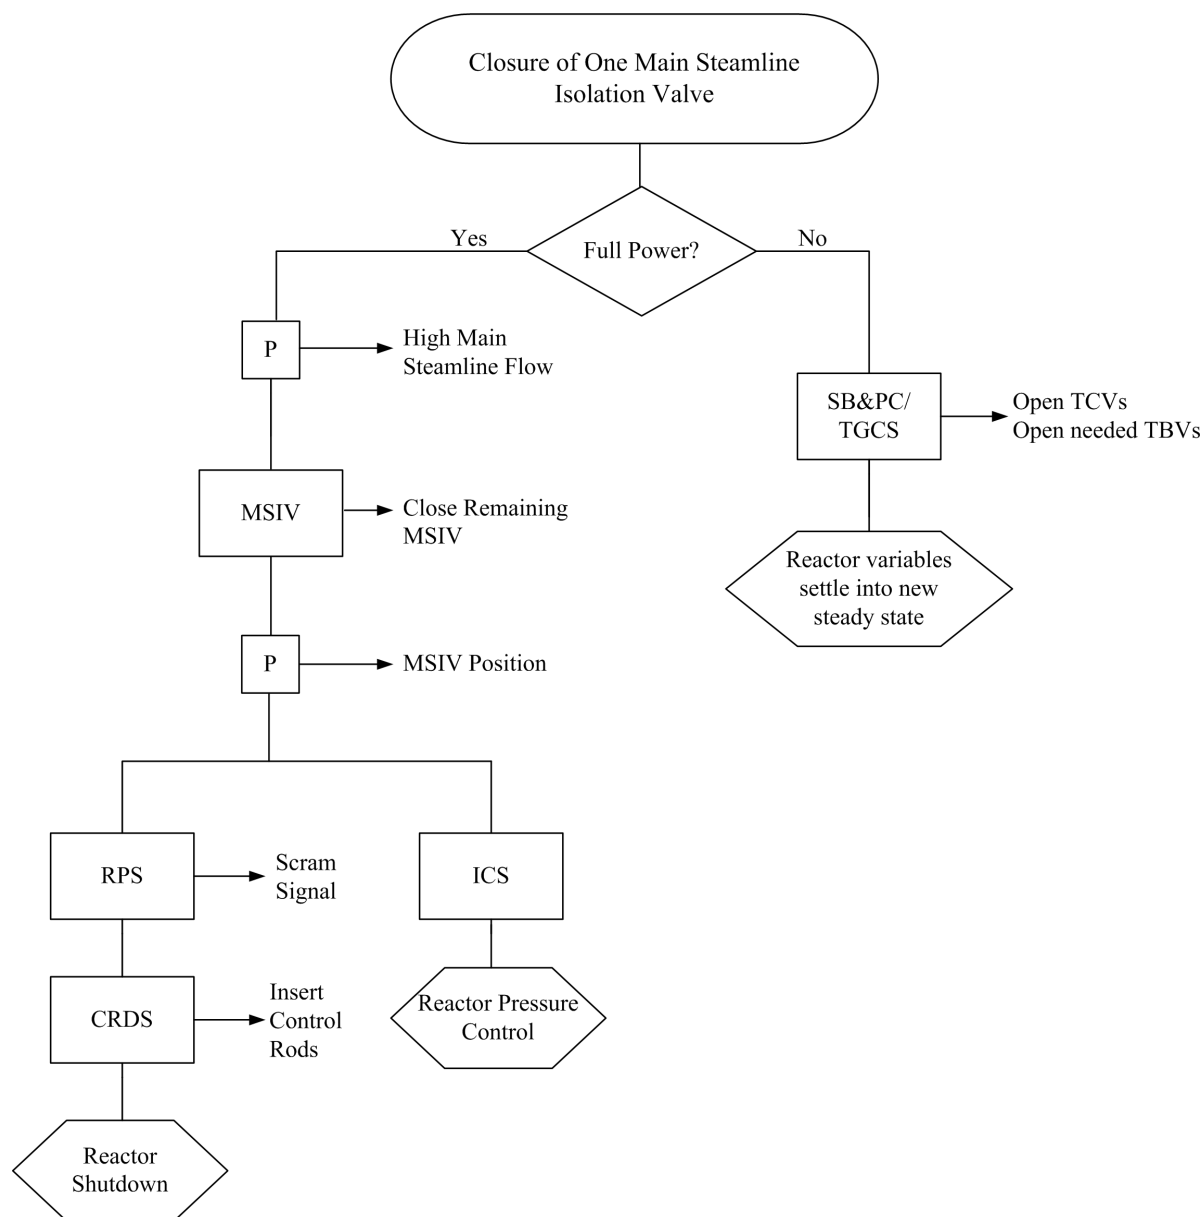 Closure of One Main Steamline
Isolation Valve
Yes
Full Power?
No
P
High Main
Steamline Flow
SB&PC/
TGCS
Open TCVs
Open needed TBVs
MSIV
Close Remaining
MSIV
Reactor variables
settle into new
steady state
P
MSIV Position
RPS
Scram
Signal
ICS
CRDS
Insert
Control
Rods
Reactor Pressure
Control
Reactor
Shutdown